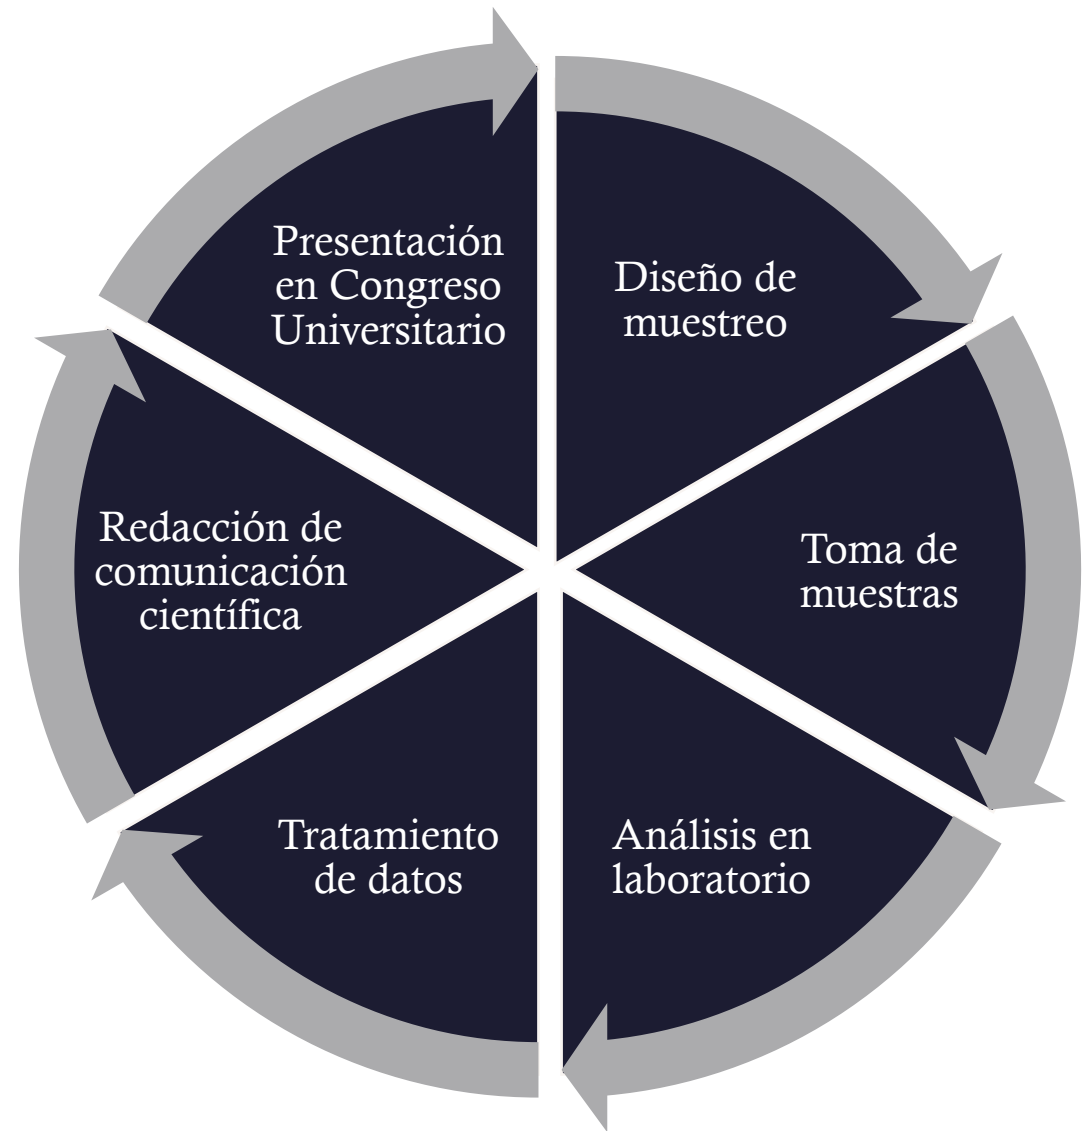 Diseño de
muestreo
Toma de
muestras
Análisis en
laboratorio
Tratamiento
de datos
Redacción de
comunicación
científica
Presentación
en Congreso
Universitario